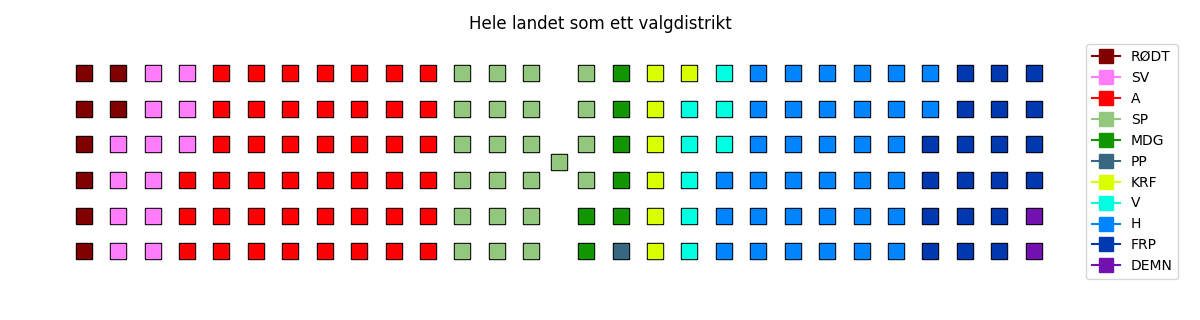 Hele landet som ett valgdistrikt
RØDT
SV
A
SP
MDG
PP
KRF
V
H
FRP
DEMN